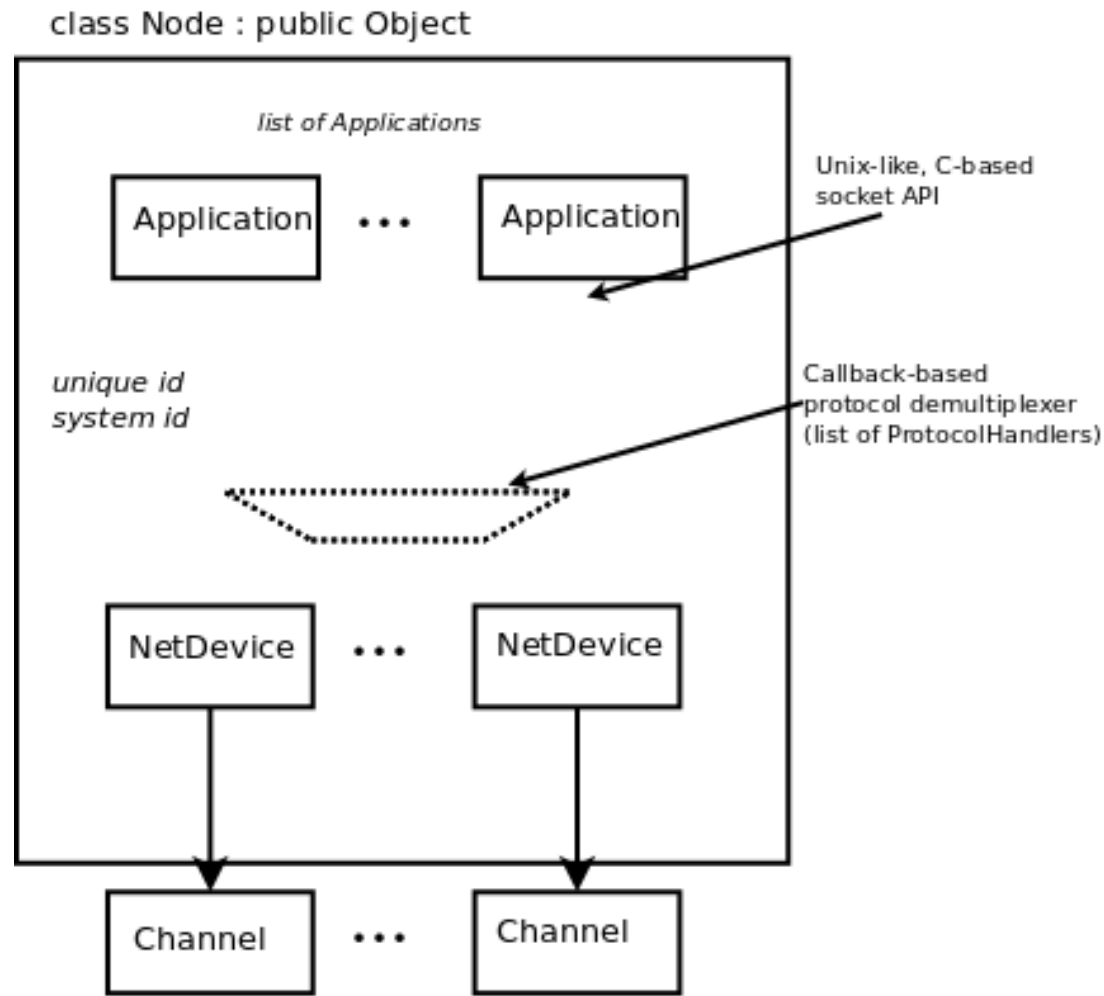 class Node : public Object
list of Applications
Unix-like, C-based
socket API
Application
...
Application
unique id
system id
Callback-based
protocol demultiplexer
(list of ProtocolHandlers)
NetDevice
...
NetDevice
Channel
...
Channel